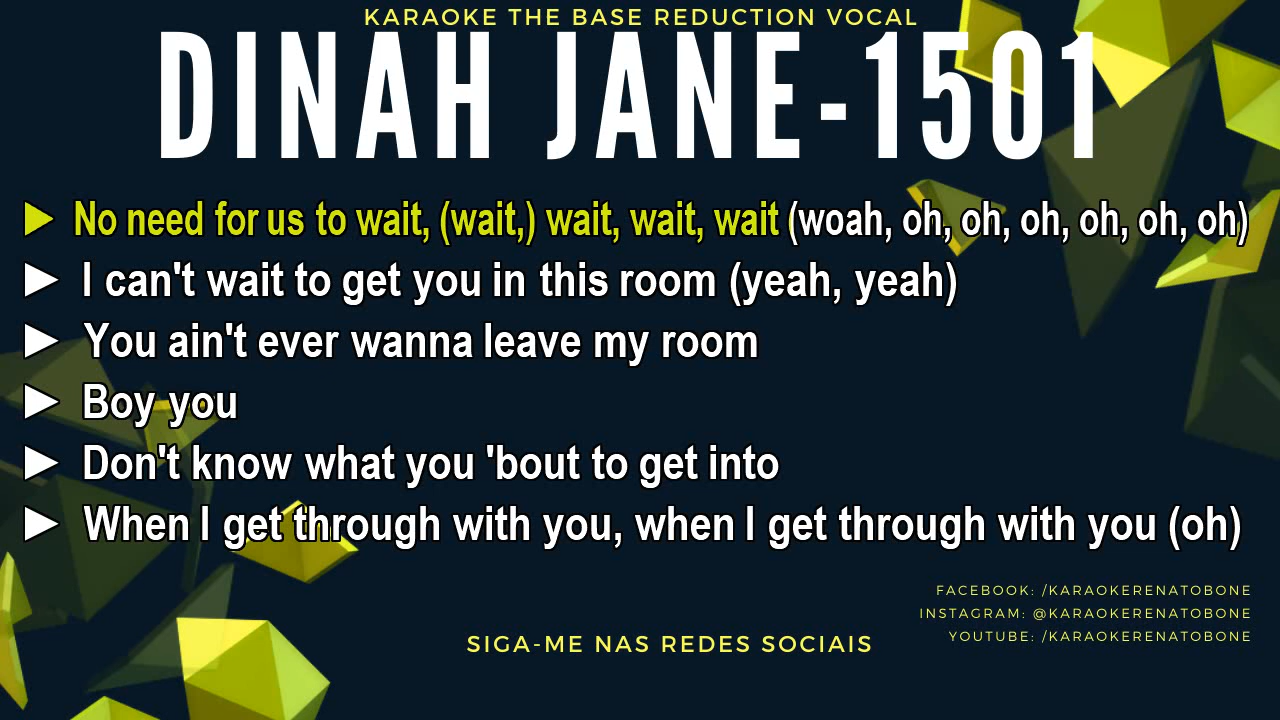 KARAOKE THE BASE REDUCTION VOCAL
DINAH JANE-1501
► No need for us to wait, (wait,) wait, wait, wait (woah, oh, oh, oh, oh, oh, oh)
► I can't wait to get you in this room (yeah, yeah)
► You ain't ever wanna leave my room
► Boy you
► Don't know what you 'bout to get into
► When I get through with you, when I get through with you (oh)
FACEBOOK: /KARAOKERENATOBONE
INSTAGRAM: @KARAOKERENATOBONE
YOUTUBE: /KARAOKERENATOBONE
SIGA-ME NAS REDES SOCIAIS